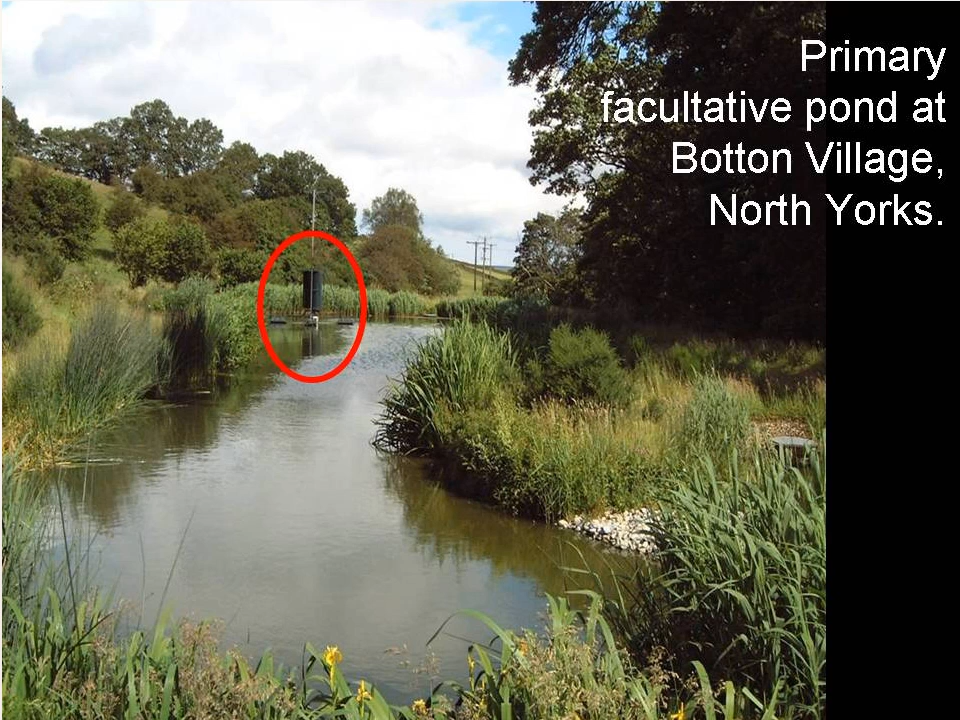 Primary
facultative pond at
Botton Village,
North Yorks.